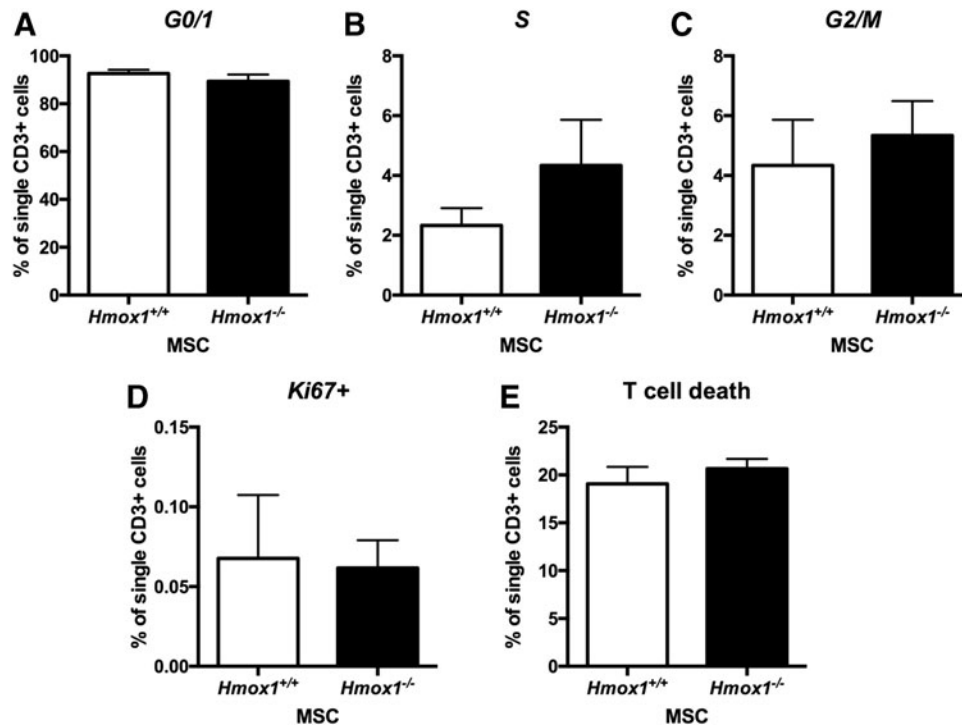 A
G0/1
% of single CD3+ cells
100
80
60
40
20
0
Hmox1+/+ Hmox1-/-
MSC
B
S
% of single CD3+ cells
8
6
4
2
0
Hmox1+/+ Hmox1-/-
MSC
C
G2/M
% of single CD3+ cells
8
6
4
2
0
Hmox1+/+ Hmox1-/-
MSC
D
Ki67+
% of single CD3+ cells
0.15
0.10
0.05
0.00
Hmox1+/+ Hmox1-/-
MSC
E
T cell death
% of single CD3+ cells
25
20
15
10
5
0
Hmox1+/+ Hmox1-/-
MSC